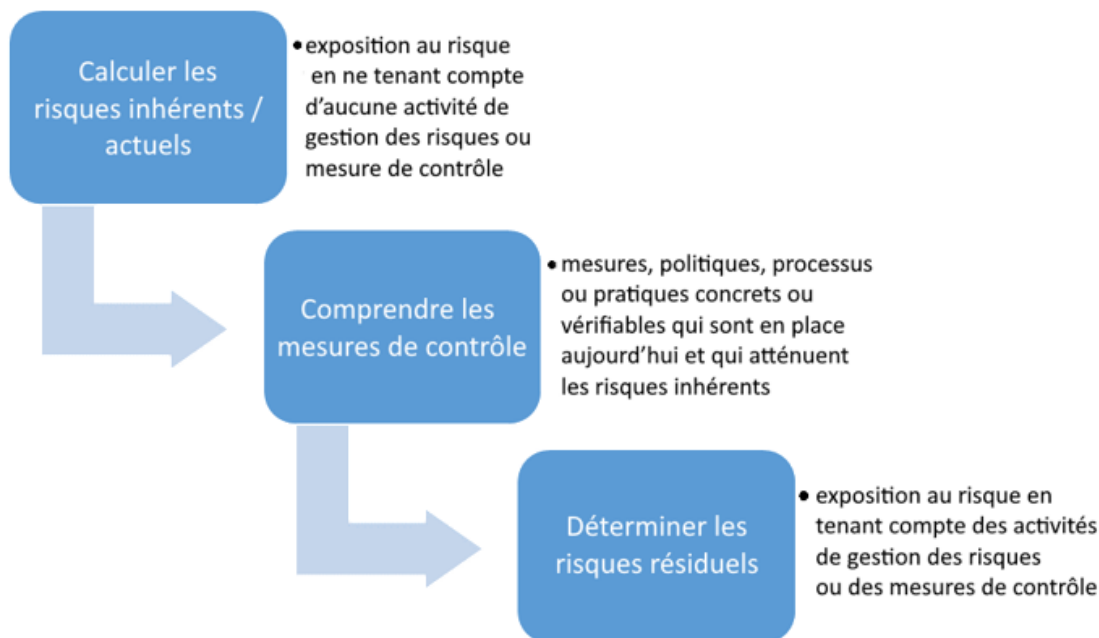 Calculer les
risques inhérents /
actuels
•exposition au risque
en ne tenant compte
d'aucune activité de
gestion des risques ou
mesure de contrôle
Comprendre les
mesures de contrôle
• mesures, politiques, processus
ou pratiques concrets ou
vérifiables qui sont en place
aujourd'hui et qui atténuent
les risques inhérents
Déterminer les
risques résiduels
• exposition au risque en
tenant compte des activités
de gestion des risques
ou des mesures de contrôle